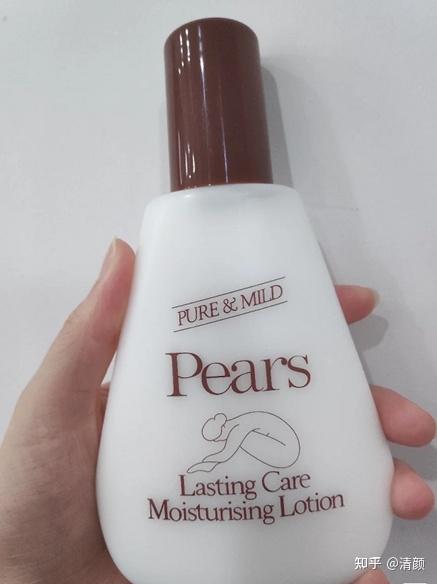 PURE & MILD
Pears
Lasting Care
Moisturising Lotion
知乎 @清颜